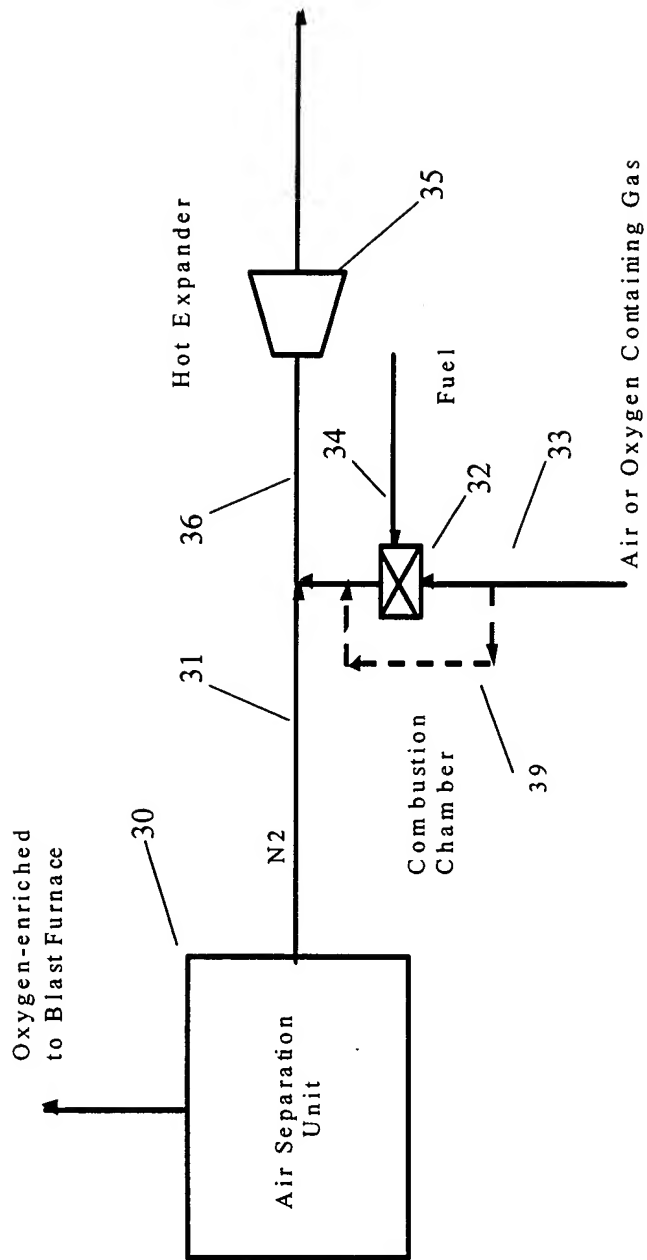 Oxygen-enriched
to Blast Furnace
30
Air Separation
Unit
N2
31
36
Hot Expander
35
34
Fuel
32
33
Combustion
Chamber
39
Air or Oxygen Containing Gas